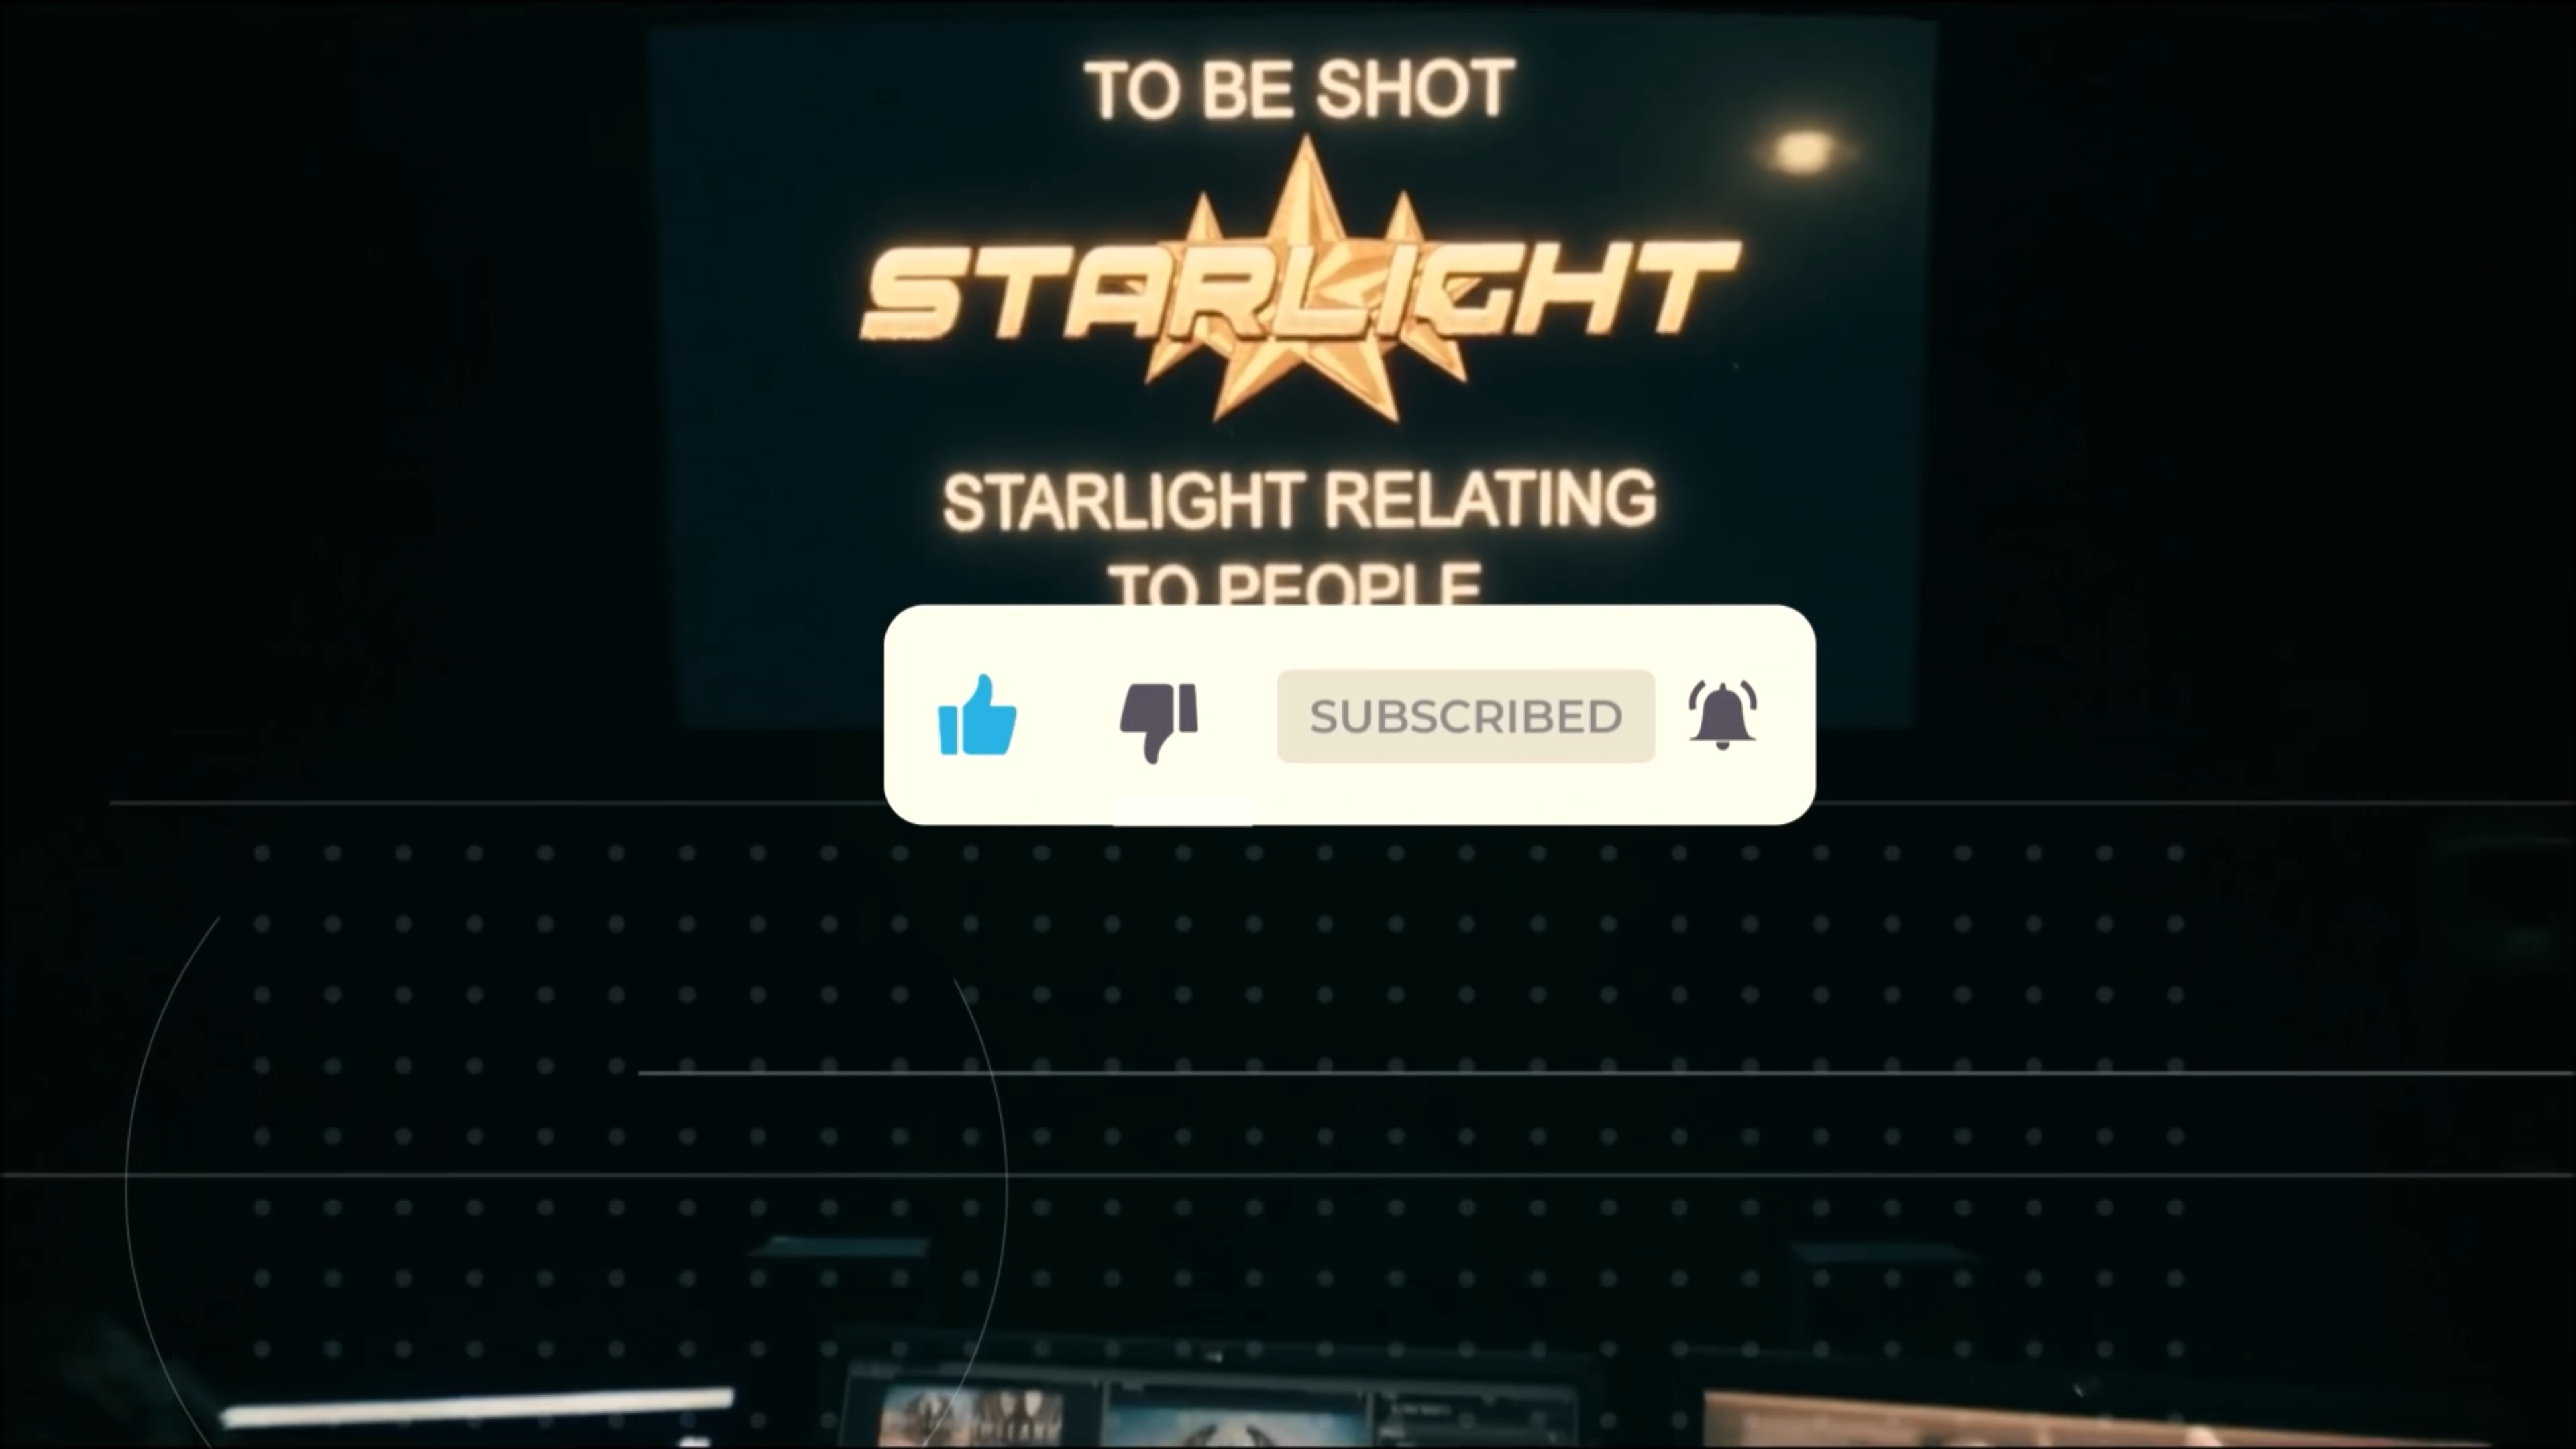 TO BE SHOT
STARLIGHT
STARLIGHT RELATING
TO PEOPLE
SUBSCRIBED